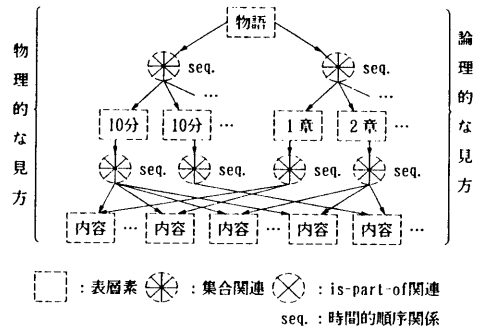 物語
物理的な見方
論理的な見方
seq. seq.
… …
10分 10分 … 1章 2章 …
seq. seq. seq. seq.
内容 … 内容 内容 内容 … 内容 …
:表層素 :集合関連 :is-part-of関連
seq. :時間的順序関係